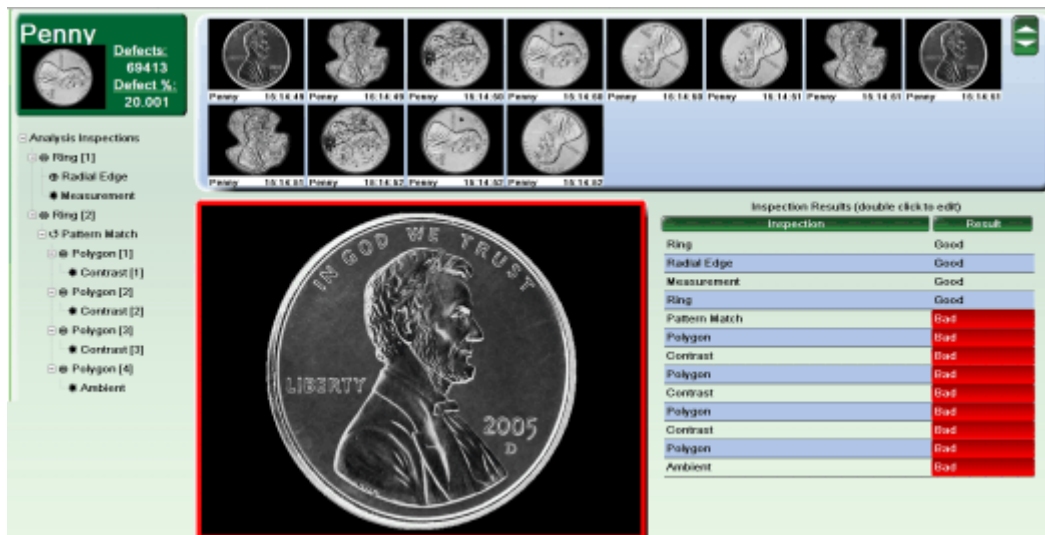 Penny
Defects:
69413
Defect %:
20.001
Penny 16:14:49 Penny 16:14:49 Penny 16:14:50 Penny 16:14:50 Penny 16:14:50 Penny 16:14:51 Penny 16:14:51 Penny 16:14:51
Penny 16:14:51 Penny 16:14:52 Penny 16:14:52 Penny 16:14:52
Analysis Inspections
Ring [1]
Radial Edge
Measurement
Ring [2]
Pattern Match
Polygon [1]
Contrast [1]
Polygon [2]
Contrast [2]
Polygon [3]
Contrast [3]
Polygon [4]
Ambient
IN GOD WE TRUST
LIBERTY
2005
D
Inspection Results (double click to edit)
Inspection Result
Ring Good
Radial Edge Good
Measurement Good
Ring Good
Pattern Match Bad
Polygon Bad
Contrast Bad
Polygon Bad
Contrast Bad
Polygon Bad
Contrast Bad
Polygon Bad
Ambient Bad